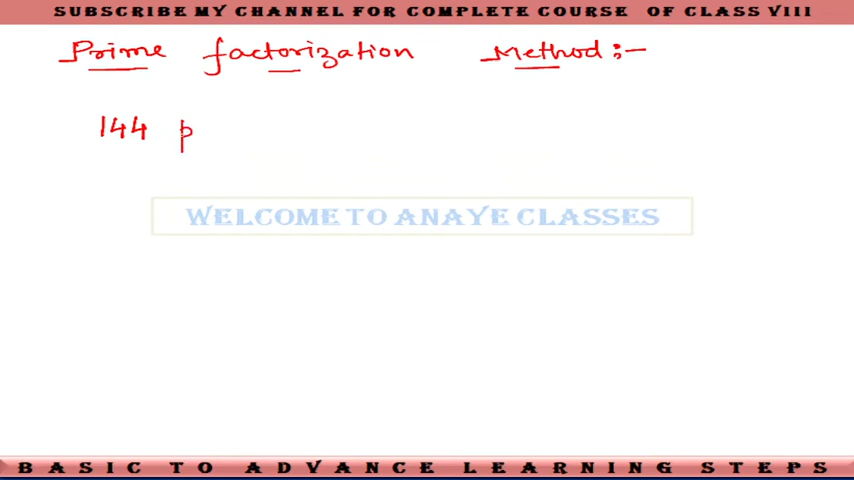 SUBSCRIBE MY CHANNEL FOR COMPLETE COURSE OF CLASS VIII
Prime factorization Method :-
144 p
WELCOME TO ANAYE CLASSES
BASIC TO ADVANCE LEARNING STEPS